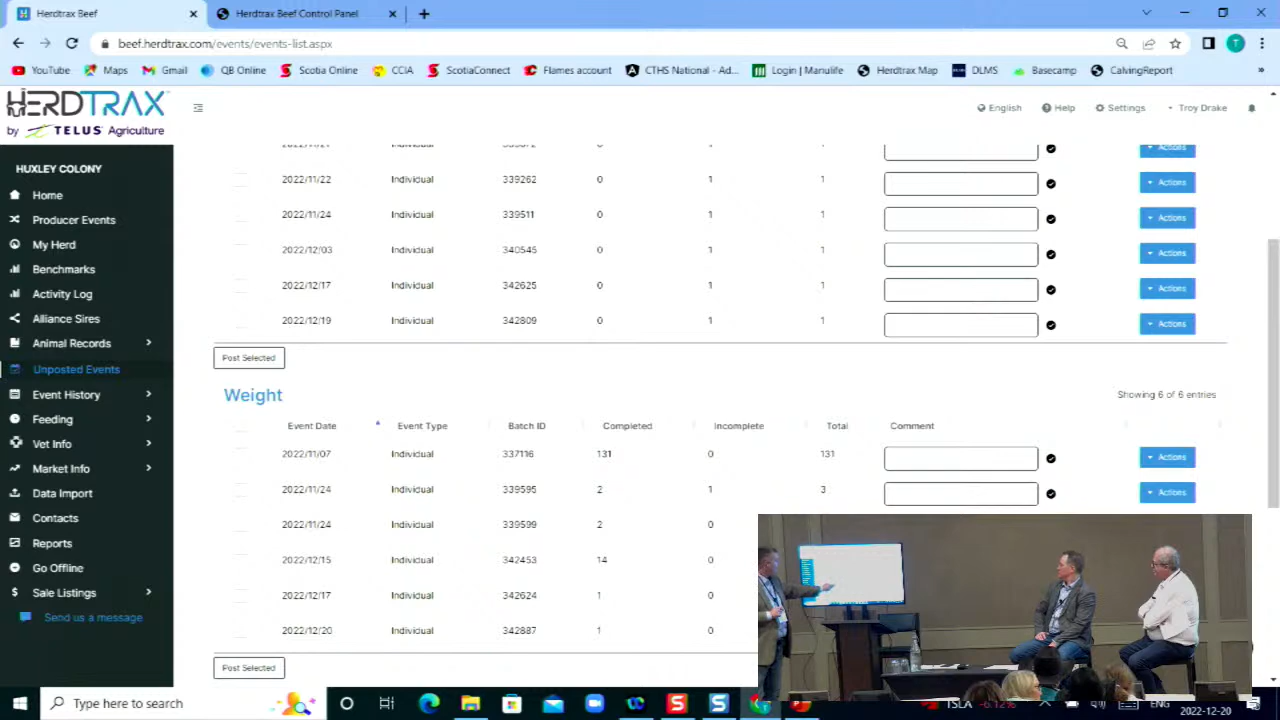 Herdtrax Beef
Herdtrax Beef Control Panel
beef.herdtrax.com/events/events-list.aspx
YouTube Maps Gmail QB Online Scotia Online CCIA ScotiaConnect Flames account CTHS National - Ad... Login | Manulife Herdtrax Map DLMS Basecamp CalvingReport
HERDTRAX
by TELUS Agriculture
English Help Settings Troy Drake
HUXLEY COLONY
Home
Producer Events
My Herd
Benchmarks
Activity Log
Alliance Sires
Animal Records
Unposted Events
Event History
Feeding
Vet Info
Market Info
Data Import
Contacts
Reports
Go Offline
Sale Listings
Send us a message
Actions
2022/11/22 Individual 339262 0 1 1 Actions
2022/11/24 Individual 339511 0 1 1 Actions
2022/12/03 Individual 340545 0 1 1 Actions
2022/12/17 Individual 342625 0 1 1 Actions
2022/12/19 Individual 342809 0 1 1 Actions
Post Selected
Weight
Showing 6 of 6 entries
Event Date Event Type Batch ID Completed Incomplete Total Comment
2022/11/07 Individual 337116 131 0 131 Actions
2022/11/24 Individual 339595 2 1 3 Actions
2022/11/24 Individual 339599 2 0
2022/12/15 Individual 342453 14 0
2022/12/17 Individual 342624 1 0
2022/12/20 Individual 342887 1 0
Post Selected
Type here to search
TSLA -6.12% ENG
2022-12-20